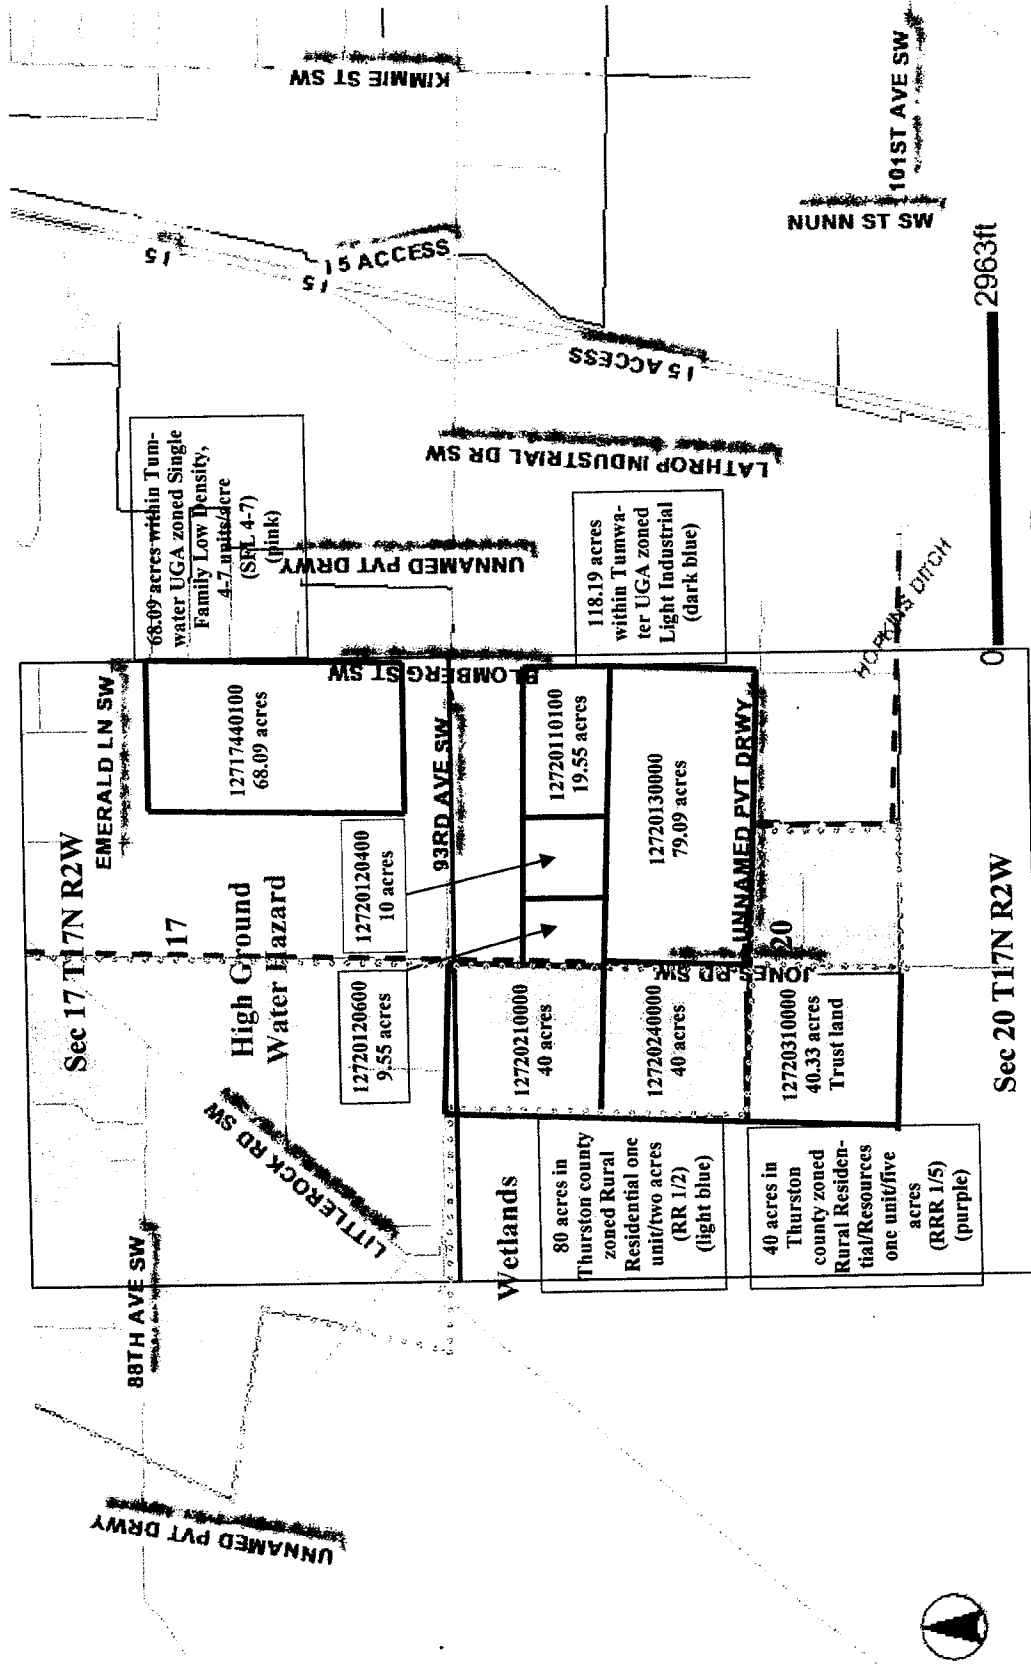 Sec 17 T17N R2W
EMERALD LN SW
88TH AVE SW
UNNAMED PVT DRWY
LITTLEROCK RD SW
17
High Ground
Water Hazard
12717440100
68.09 acres
68.09 acres within Tum-
water UGA zoned Single
Family Low Density,
4-7 units/acre
(SFL 4-7)
(pink)
UNNAMED PVT DRWY
I 5
I 5
I 5 ACCESS
KIMMIE ST SW
12720120600
9.55 acres
12720120400
10 acres
93RD AVE SW
BLOMBERG ST SW
LATHROP INDUSTRIAL DR SW
I 5 ACCESS
Wetlands
12720210000
40 acres
12720110100
19.55 acres
118.19 acres
within Tumwa-
ter UGA zoned
Light Industrial
(dark blue)
80 acres in
Thurston county
zoned Rural
Residential one
unit/two acres
(RR 1/2)
(light blue)
12720240000
40 acres
12720130000
79.09 acres
JONES RD SW
UNNAMED PVT DRWY
20
40 acres in
Thurston
county zoned
Rural Residen-
tial/Resources
one unit/five
acres
(RRR 1/5)
(purple)
12720310000
40.33 acres
Trust land
HOPKINS DITCH
NUNN ST SW
101ST AVE SW
Sec 20 T17N R2W
0
2963ft